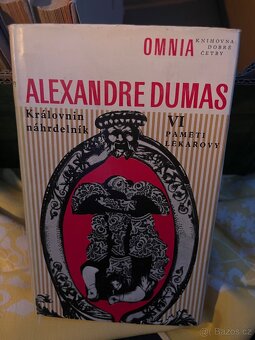 OMNIA
KNIHOVNA
DOBRÉ
ČETBY
ALEXANDRE DUMAS
Královnin
náhrdelník
VI
PAMĚTI
LÉKAŘOVY
Bazos.cz